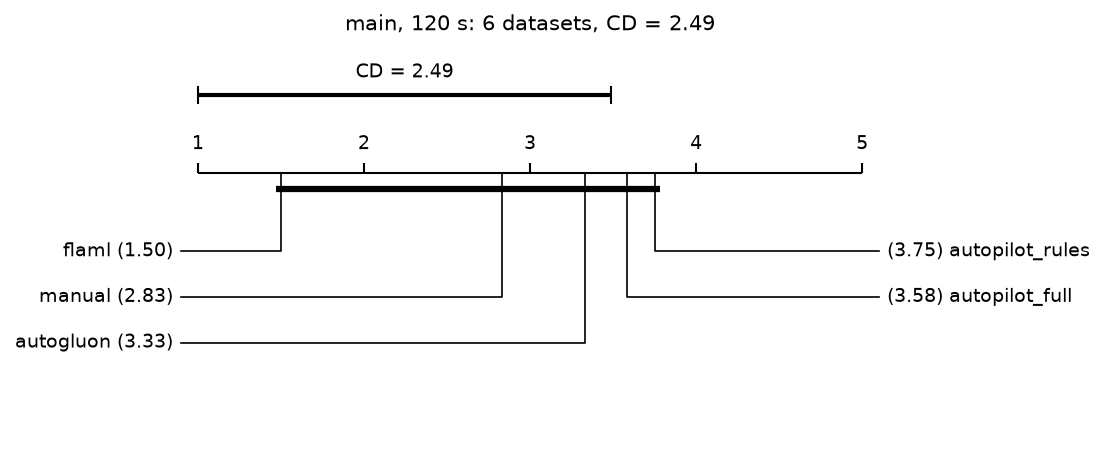 main, 120 s: 6 datasets, CD = 2.49
CD = 2.49
1 2 3 4 5
flaml (1.50) (3.75) autopilot_rules
manual (2.83) (3.58) autopilot_full
autogluon (3.33)